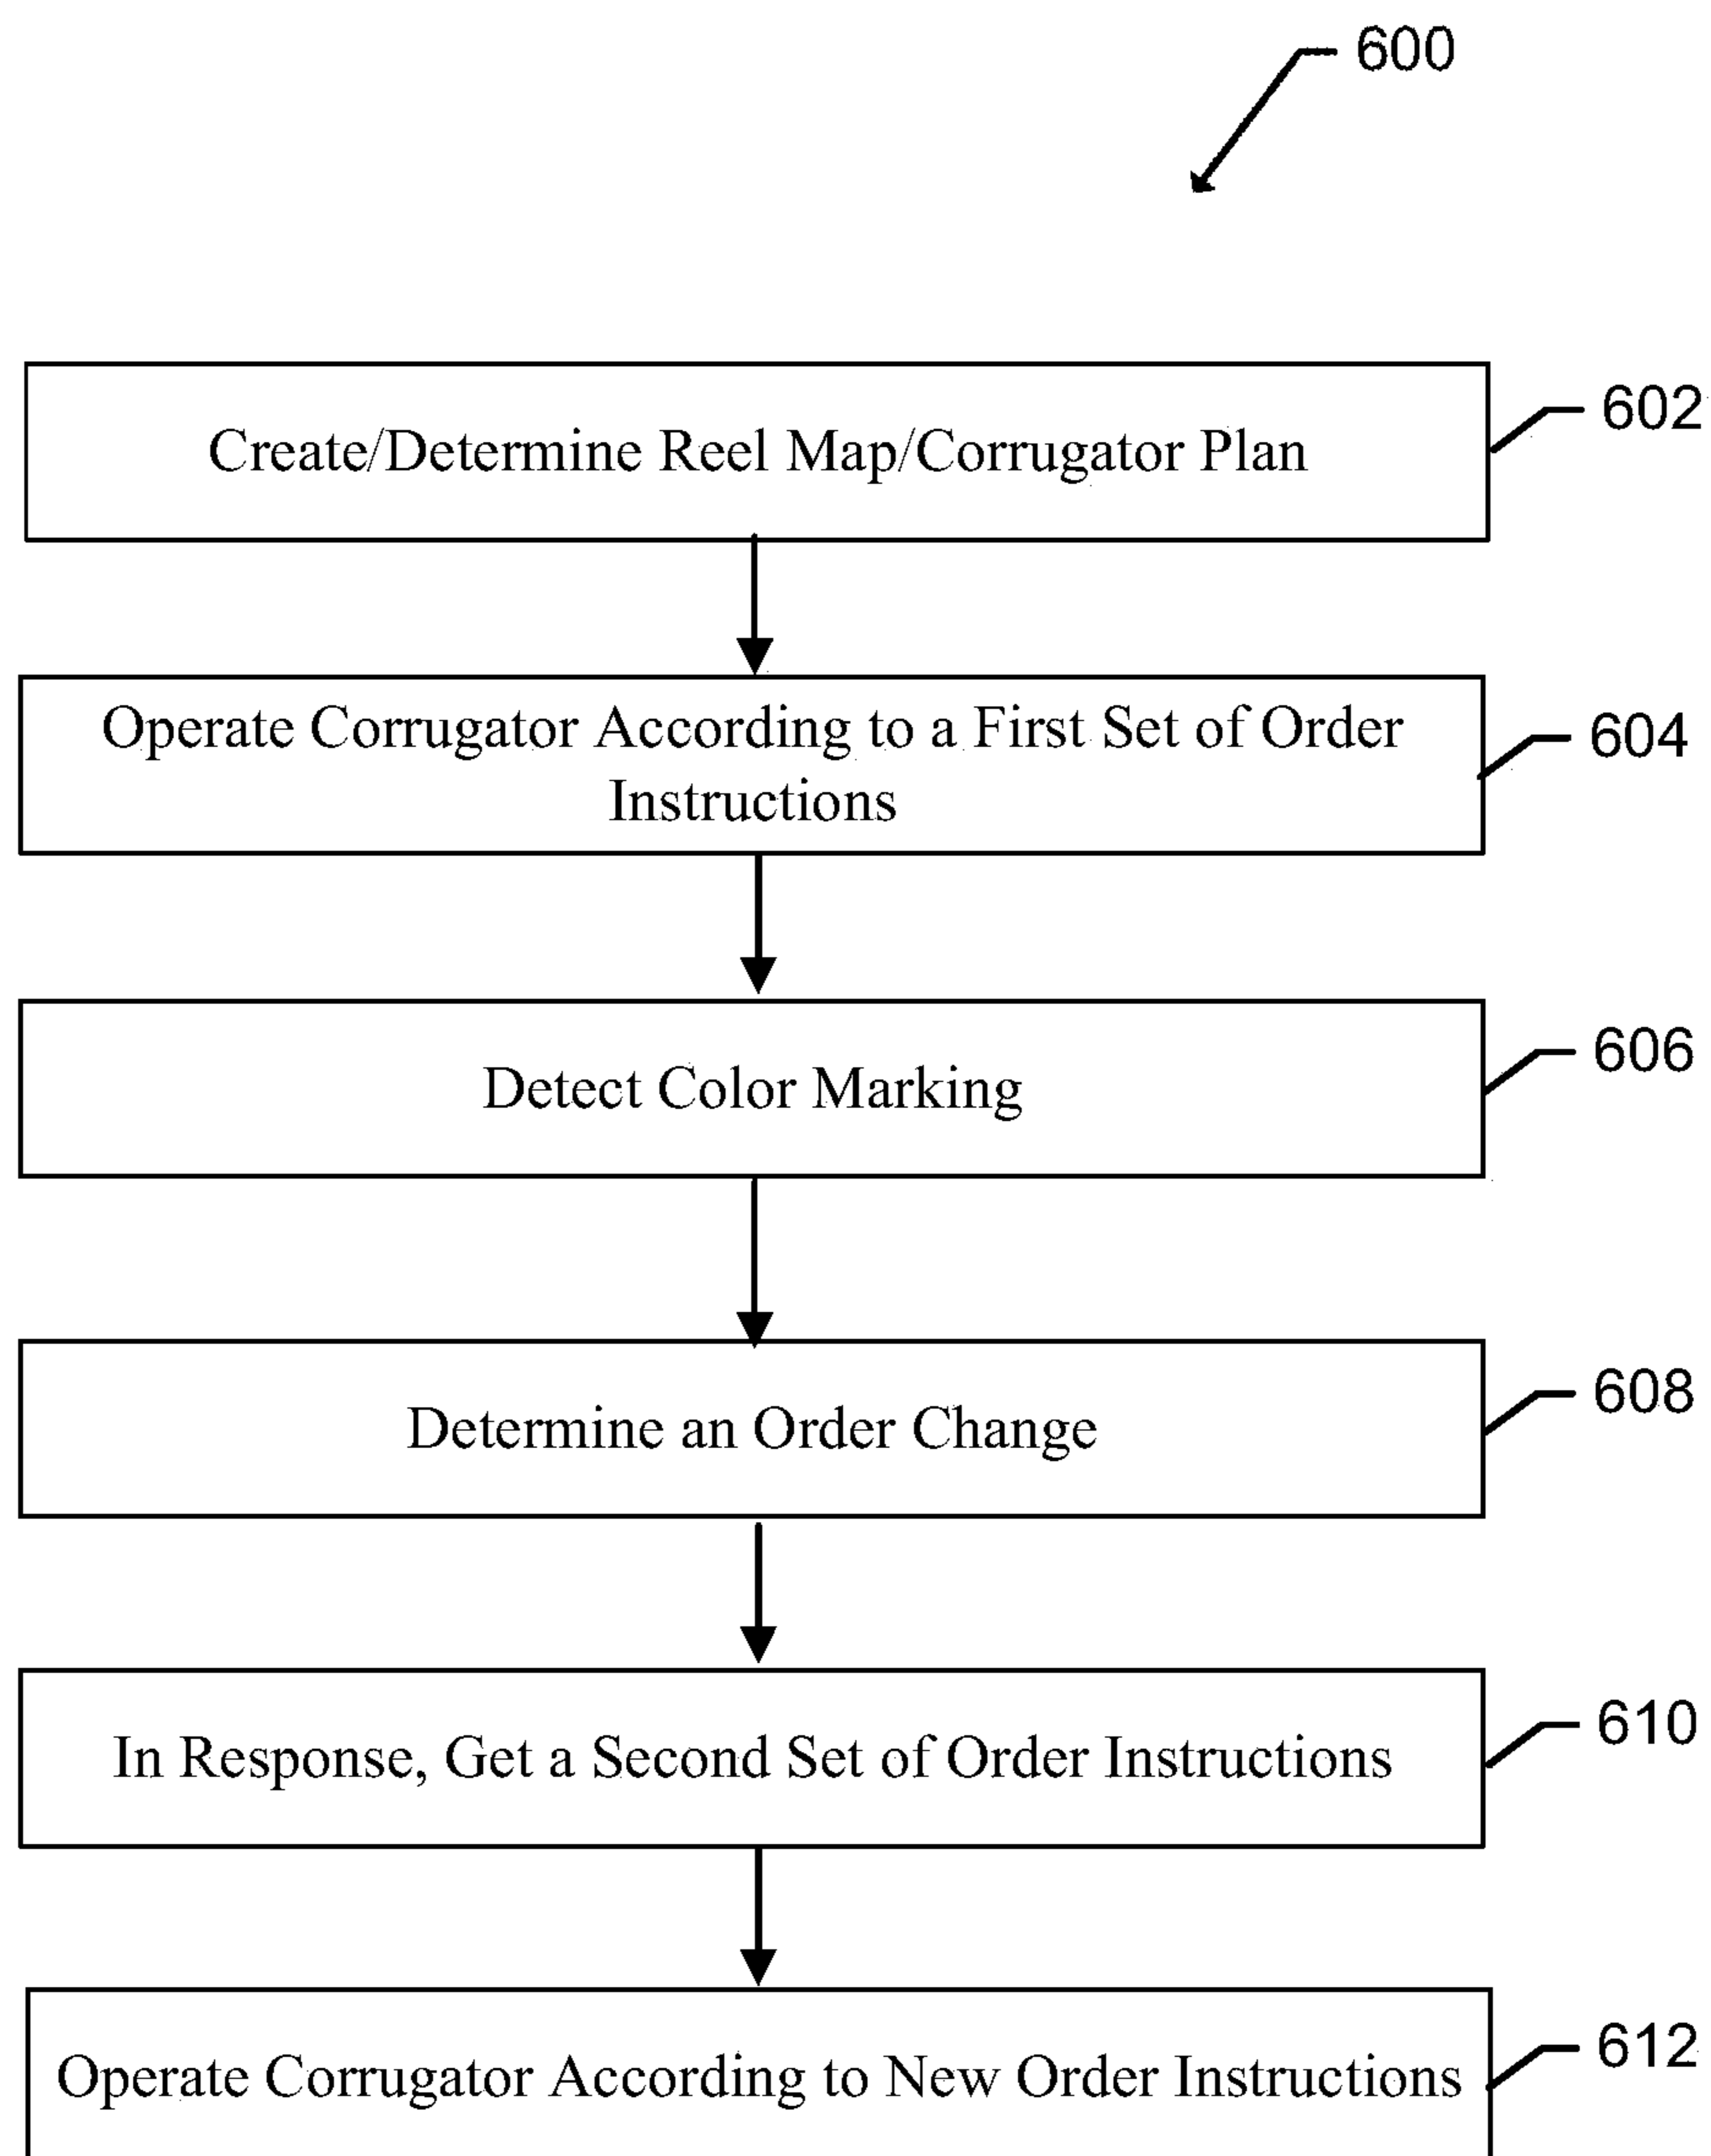 600
Create/Determine Reel Map/Corrugator Plan
602
Operate Corrugator According to a First Set of Order
Instructions
604
Detect Color Marking
606
Determine an Order Change
608
In Response, Get a Second Set of Order Instructions
610
Operate Corrugator According to New Order Instructions
612